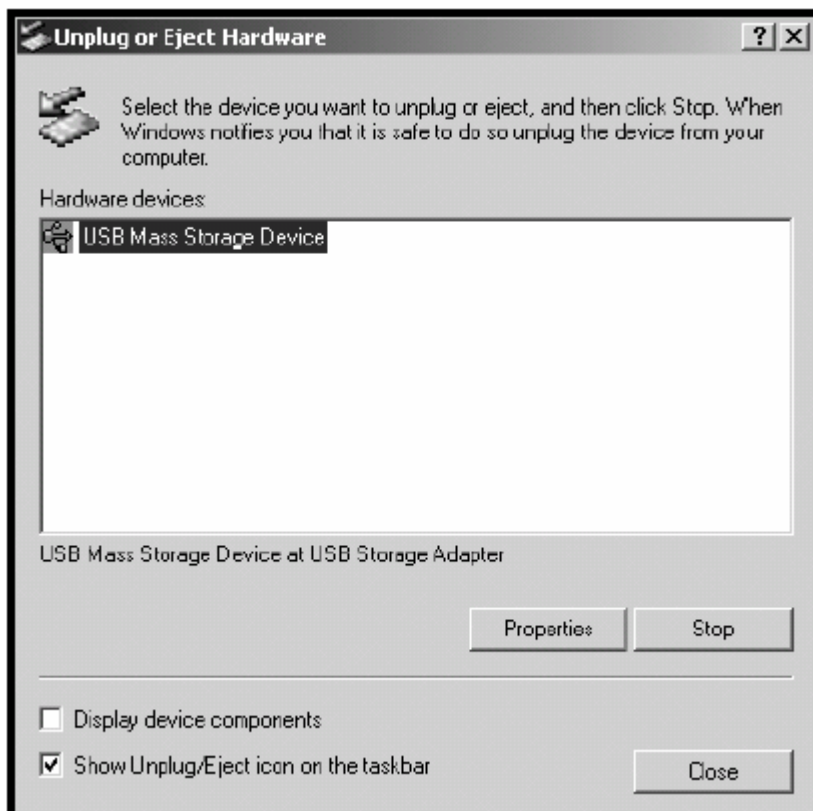 Unplug or Eject Hardware
Select the device you want to unplug or eject, and then click Stop. When
Windows notifies you that it is safe to do so unplug the device from your
computer.
Hardware devices:
USB Mass Storage Device
USB Mass Storage Device at USB Storage Adapter
Properties
Stop
Display device components
Show Unplug/Eject icon on the taskbar
Close